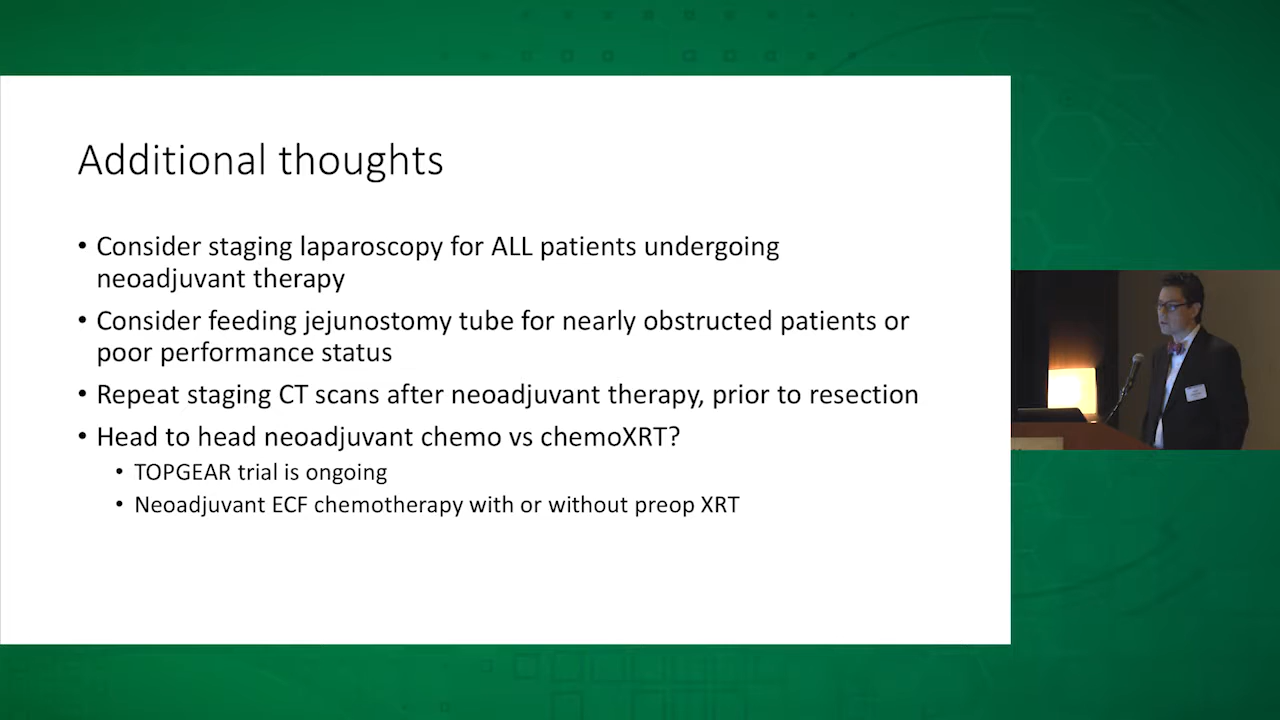 Additional thoughts
• Consider staging laparoscopy for ALL patients undergoing
neoadjuvant therapy
• Consider feeding jejunostomy tube for nearly obstructed patients or
poor performance status
• Repeat staging CT scans after neoadjuvant therapy, prior to resection
• Head to head neoadjuvant chemo vs chemoXRT?
• TOPGEAR trial is ongoing
• Neoadjuvant ECF chemotherapy with or without preop XRT